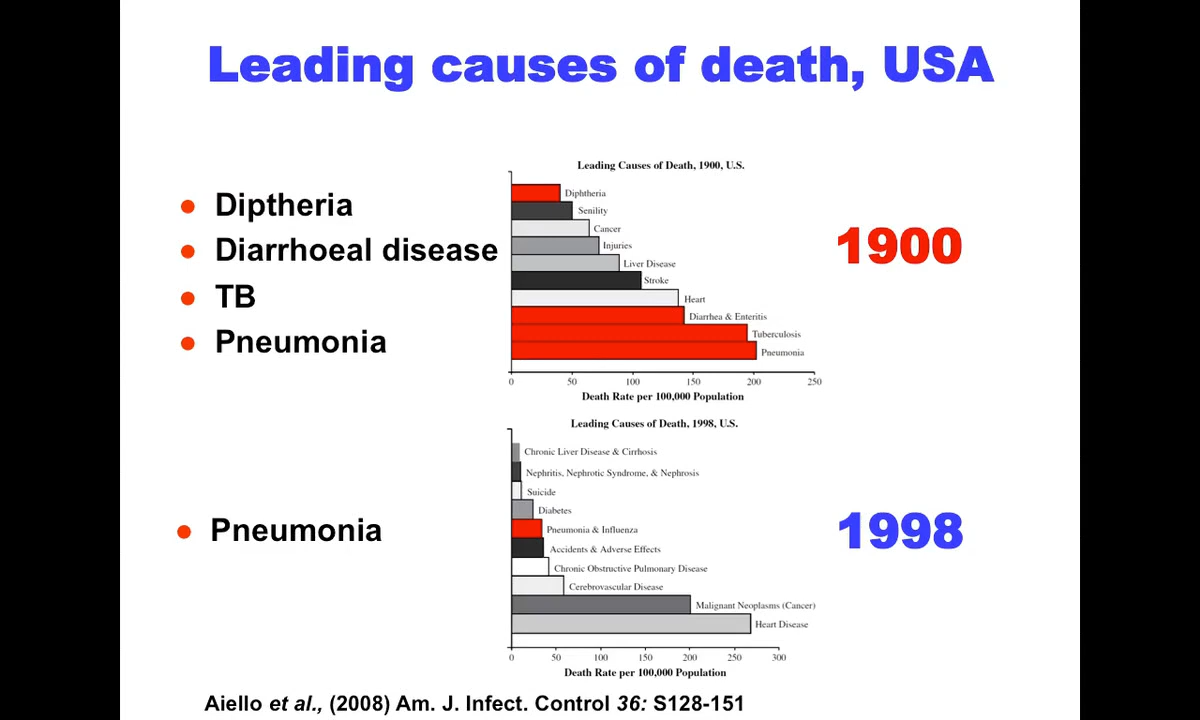 Leading causes of death, USA
Diptheria
Diarrhoeal disease
TB
Pneumonia
Leading Causes of Death, 1900, U.S.
Diphtheria
Senility
Cancer
Injuries
Liver Disease
Stroke
Heart
Diarrhea & Enteritis
Tuberculosis
Pneumonia
0 50 100 150 200 250
Death Rate per 100,000 Population
1900
Pneumonia
Leading Causes of Death, 1998, U.S.
Chronic Liver Disease & Cirrhosis
Nephritis, Nephrotic Syndrome, & Nephrosis
Suicide
Diabetes
Pneumonia & Influenza
Accidents & Adverse Effects
Chronic Obstructive Pulmonary Disease
Cerebrovascular Disease
Malignant Neoplasms (Cancer)
Heart Disease
0 50 100 150 200 250 300
Death Rate per 100,000 Population
1998
Aiello et al., (2008) Am. J. Infect. Control 36: S128-151